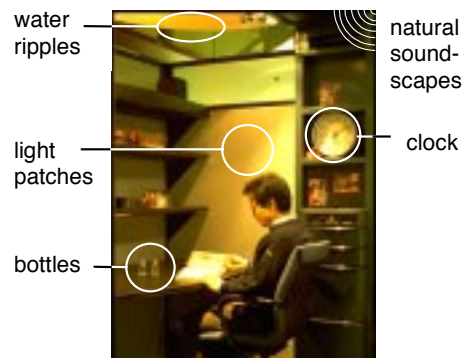 water
ripples
natural
sound-
scapes
clock
light
patches
bottles